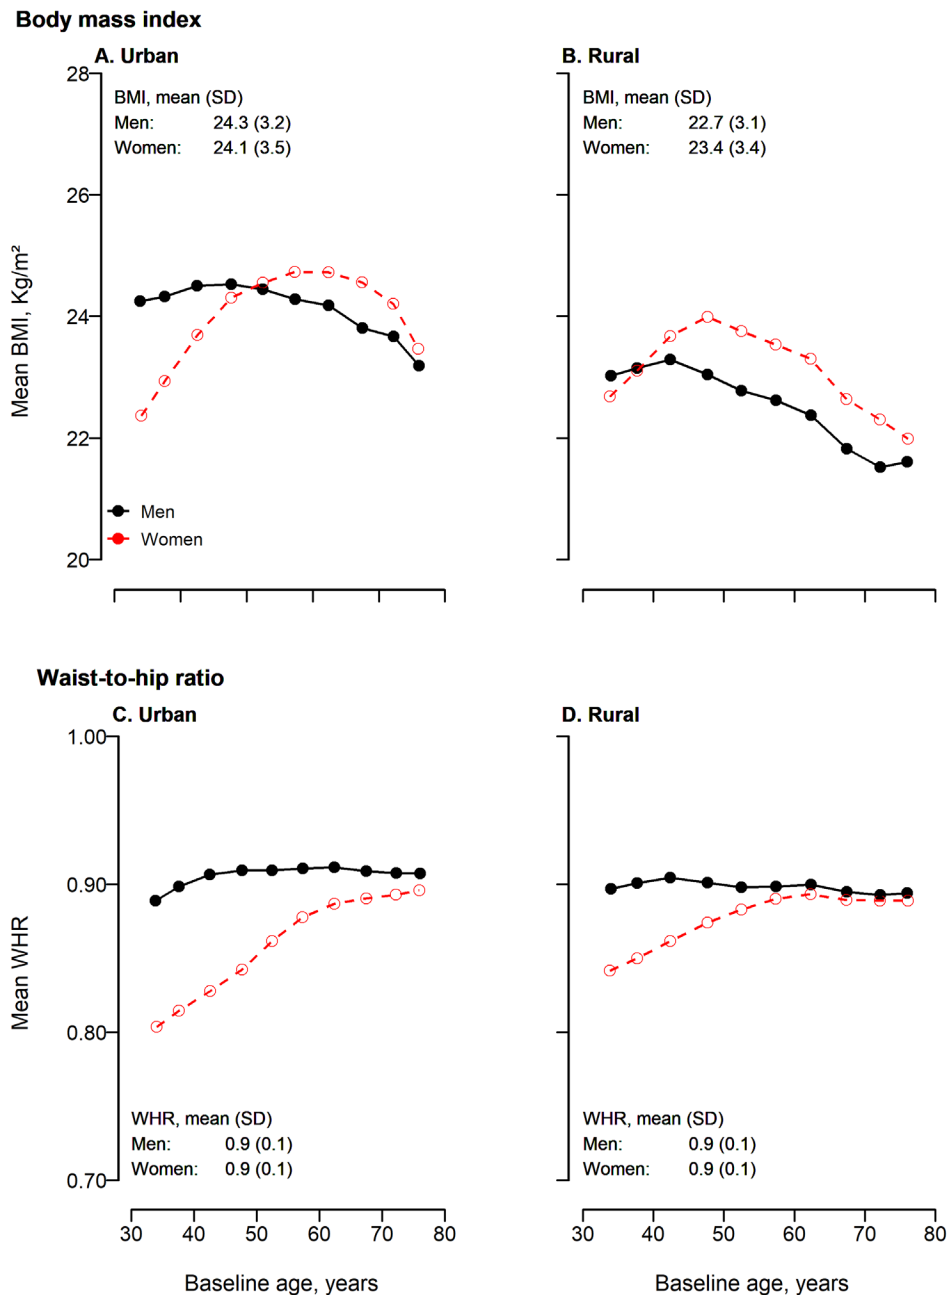 Body mass index
A. Urban
B. Rural
28
26
24
22
20
Mean BMI, Kg/m²
BMI, mean (SD)
Men: 24.3 (3.2)
Women: 24.1 (3.5)
BMI, mean (SD)
Men: 22.7 (3.1)
Women: 23.4 (3.4)
Men
Women
30 40 50 60 70 80
Waist-to-hip ratio
C. Urban
D. Rural
1.00
0.90
0.80
0.70
Mean WHR
WHR, mean (SD)
Men: 0.9 (0.1)
Women: 0.9 (0.1)
WHR, mean (SD)
Men: 0.9 (0.1)
Women: 0.9 (0.1)
30 40 50 60 70 80
Baseline age, years
Baseline age, years